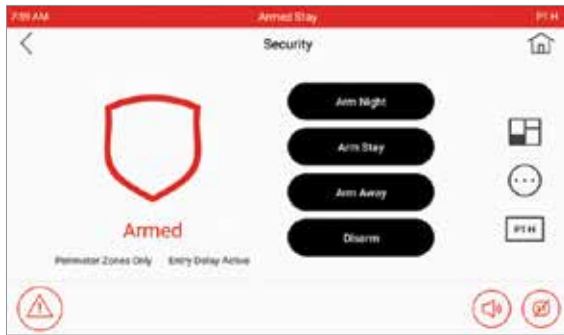 7:59 AM Armed Stay P1 H
Security
Arm Night
Arm Stay
Arm Away
Disarm
P1 H
Armed
Perimeter Zones Only Entry Delay Active